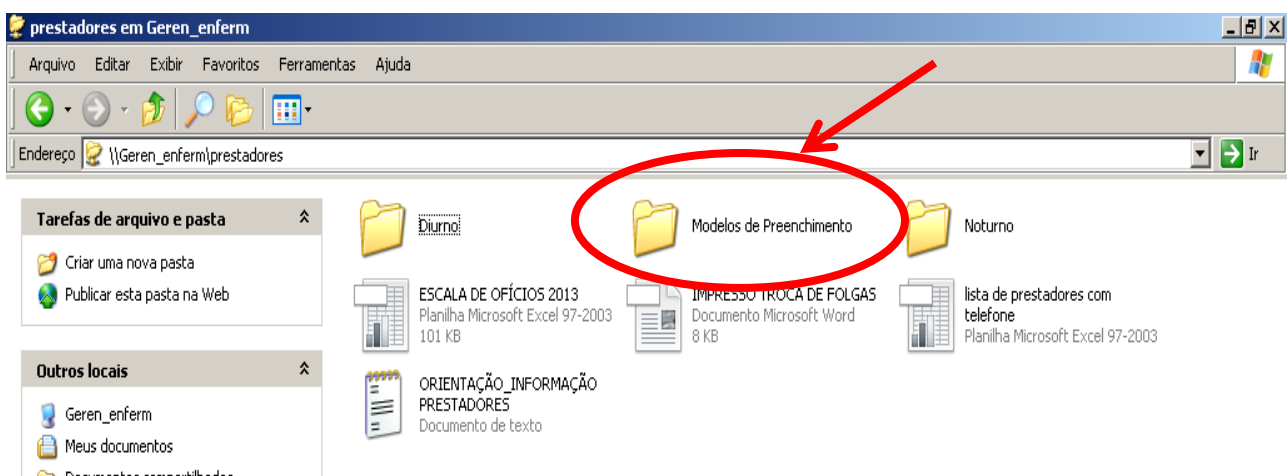 prestadores em Geren_enferm
Arquivo Editar Exibir Favoritos Ferramentas Ajuda
Endereço \\Geren_enferm\prestadores Ir
Tarefas de arquivo e pasta
Criar uma nova pasta
Publicar esta pasta na Web
Outros locais
Geren_enferm
Meus documentos
Documentos compartilhados
Diurno
Modelos de Preenchimento
Noturno
ESCALA DE OFÍCIOS 2013
Planilha Microsoft Excel 97-2003
101 KB
IMPRESSO TROCA DE FOLGAS
Documento Microsoft Word
8 KB
lista de prestadores com
telefone
Planilha Microsoft Excel 97-2003
ORIENTAÇÃO_INFORMAÇÃO
PRESTADORES
Documento de texto